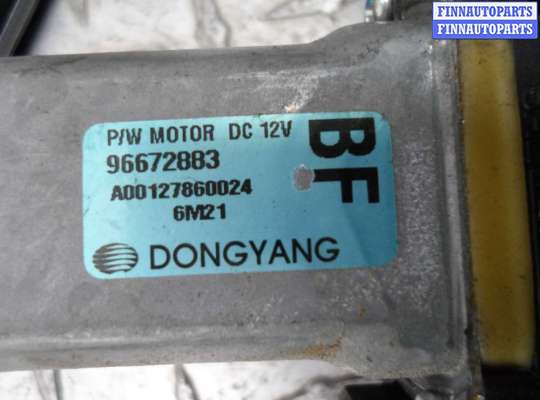 FINNAUTOPARTS
FINNAUTOPARTS
P/W MOTOR DC 12V
96672883
A00127860024
6M21
BF
DONGYANG